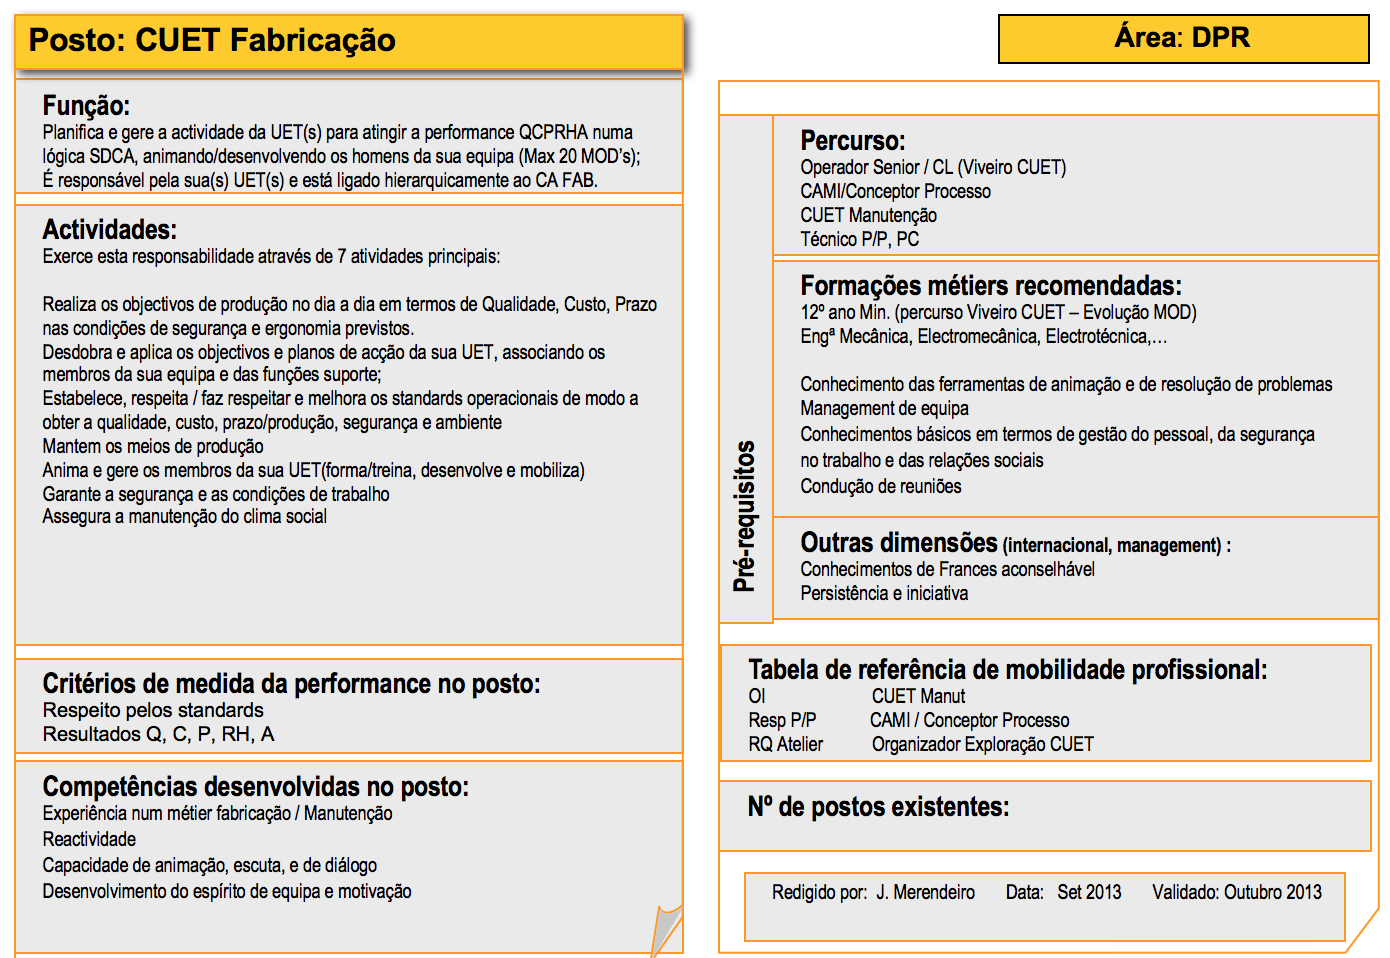 Posto: CUET Fabricação
Função:
Planifica e gere a actividade da UET(s) para atingir a performance QCPRHA numa
lógica SDCA, animando/desenvolvendo os homens da sua equipa (Max 20 MOD's);
É responsável pela sua(s) UET(s) e está ligado hierarquicamente ao CA FAB.
Actividades:
Exerce esta responsabilidade através de 7 atividades principais:
Realiza os objectivos de produção no dia a dia em termos de Qualidade, Custo, Prazo
nas condições de segurança e ergonomia previstos.
Desdobra e aplica os objectivos e planos de acção da sua UET, associando os
membros da sua equipa e das funções suporte;
Estabelece, respeita / faz respeitar e melhora os standards operacionais de modo a
obter a qualidade, custo, prazo/produção, segurança e ambiente
Mantem os meios de produção
Anima e gere os membros da sua UET(forma/treina, desenvolve e mobiliza)
Garante a segurança e as condições de trabalho
Assegura a manutenção do clima social
Critérios de medida da performance no posto:
Respeito pelos standards
Resultados Q, C, P, RH, A
Competências desenvolvidas no posto:
Experiência num métier fabricação / Manutenção
Reactividade
Capacidade de animação, escuta, e de diálogo
Desenvolvimento do espírito de equipa e motivação
Área: DPR
Pré-requisitos
Percurso:
Operador Senior / CL (Viveiro CUET)
CAMI/Conceptor Processo
CUET Manutenção
Técnico P/P, PC
Formações métiers recomendadas:
12º ano Min. (percurso Viveiro CUET – Evolução MOD)
Engª Mecânica, Electromecânica, Electrotécnica,…
Conhecimento das ferramentas de animação e de resolução de problemas
Management de equipa
Conhecimentos básicos em termos de gestão do pessoal, da segurança
no trabalho e das relações sociais
Condução de reuniões
Outras dimensões (internacional, management) :
Conhecimentos de Frances aconselhável
Persistência e iniciativa
Tabela de referência de mobilidade profissional:
OI CUET Manut
Resp P/P CAMI / Conceptor Processo
RQ Atelier Organizador Exploração CUET
Nº de postos existentes:
Redigido por: J. Merendeiro Data: Set 2013 Validado: Outubro 2013